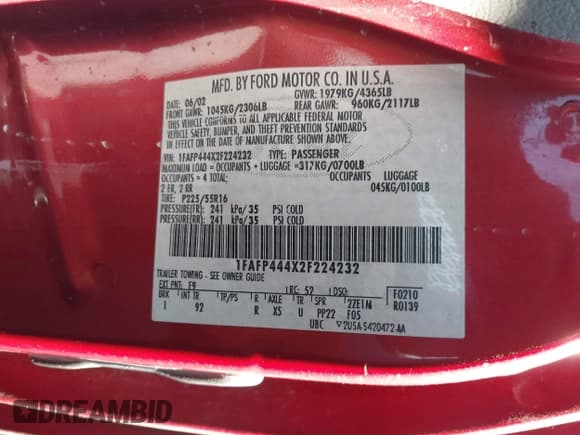 MFD. BY FORD MOTOR CO. IN U.S.A.
DATE: 06/02 GVWR: 1979KG/4365LB
FRONT GAWR: 1045KG/2306LB REAR GAWR: 960KG/2117LB
THIS VEHICLE CONFORMS TO ALL APPLICABLE FEDERAL MOTOR
VEHICLE SAFETY, BUMPER, AND THEFT PREVENTION STANDARDS
IN EFFECT ON THE DATE OF MANUFACTURE SHOWN ABOVE.
VIN: 1FAFP444X2F224232 TYPE: PASSENGER
MAXIMUM LOAD = OCCUPANTS + LUGGAGE =317KG/0700LB
OCCUPANTS = 4 TOTAL; OCCUPANTS LUGGAGE
2 FR, 2 RR 045KG/0100LB
TIRE: P225/55R16
PRESSURE(FR): 241 kPa/35 PSI COLD
PRESSURE(RR): 241 kPa/35 PSI COLD
1FAFP444X2F224232
TRAILER TOWING - SEE OWNER GUIDE
EXT PNT: F9 RC: 52 DSO: F0210
BRK INT TR TP/PS R AXLE TR SPR 2ZE1M R0139
1 92 R X5 U PP22 F05
UBC 2U5A-5420472-AA
DREAMBID